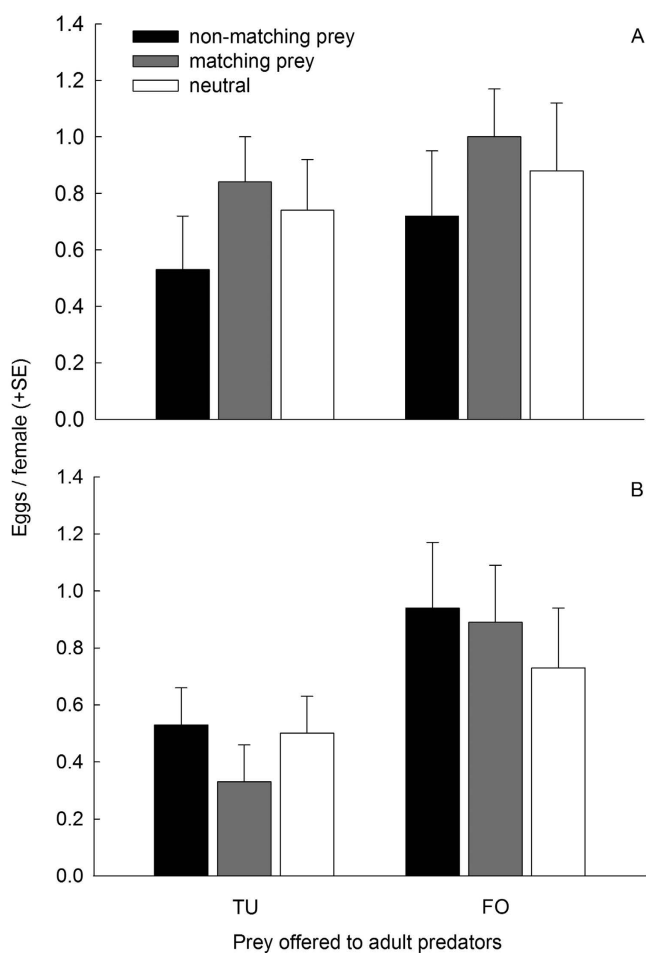 1.4
1.2
1.0
0.8
0.6
0.4
0.2
0.0
non-matching prey
matching prey
neutral
A
Eggs / female (+SE)
1.4
1.2
1.0
0.8
0.6
0.4
0.2
0.0
B
TU FO
Prey offered to adult predators